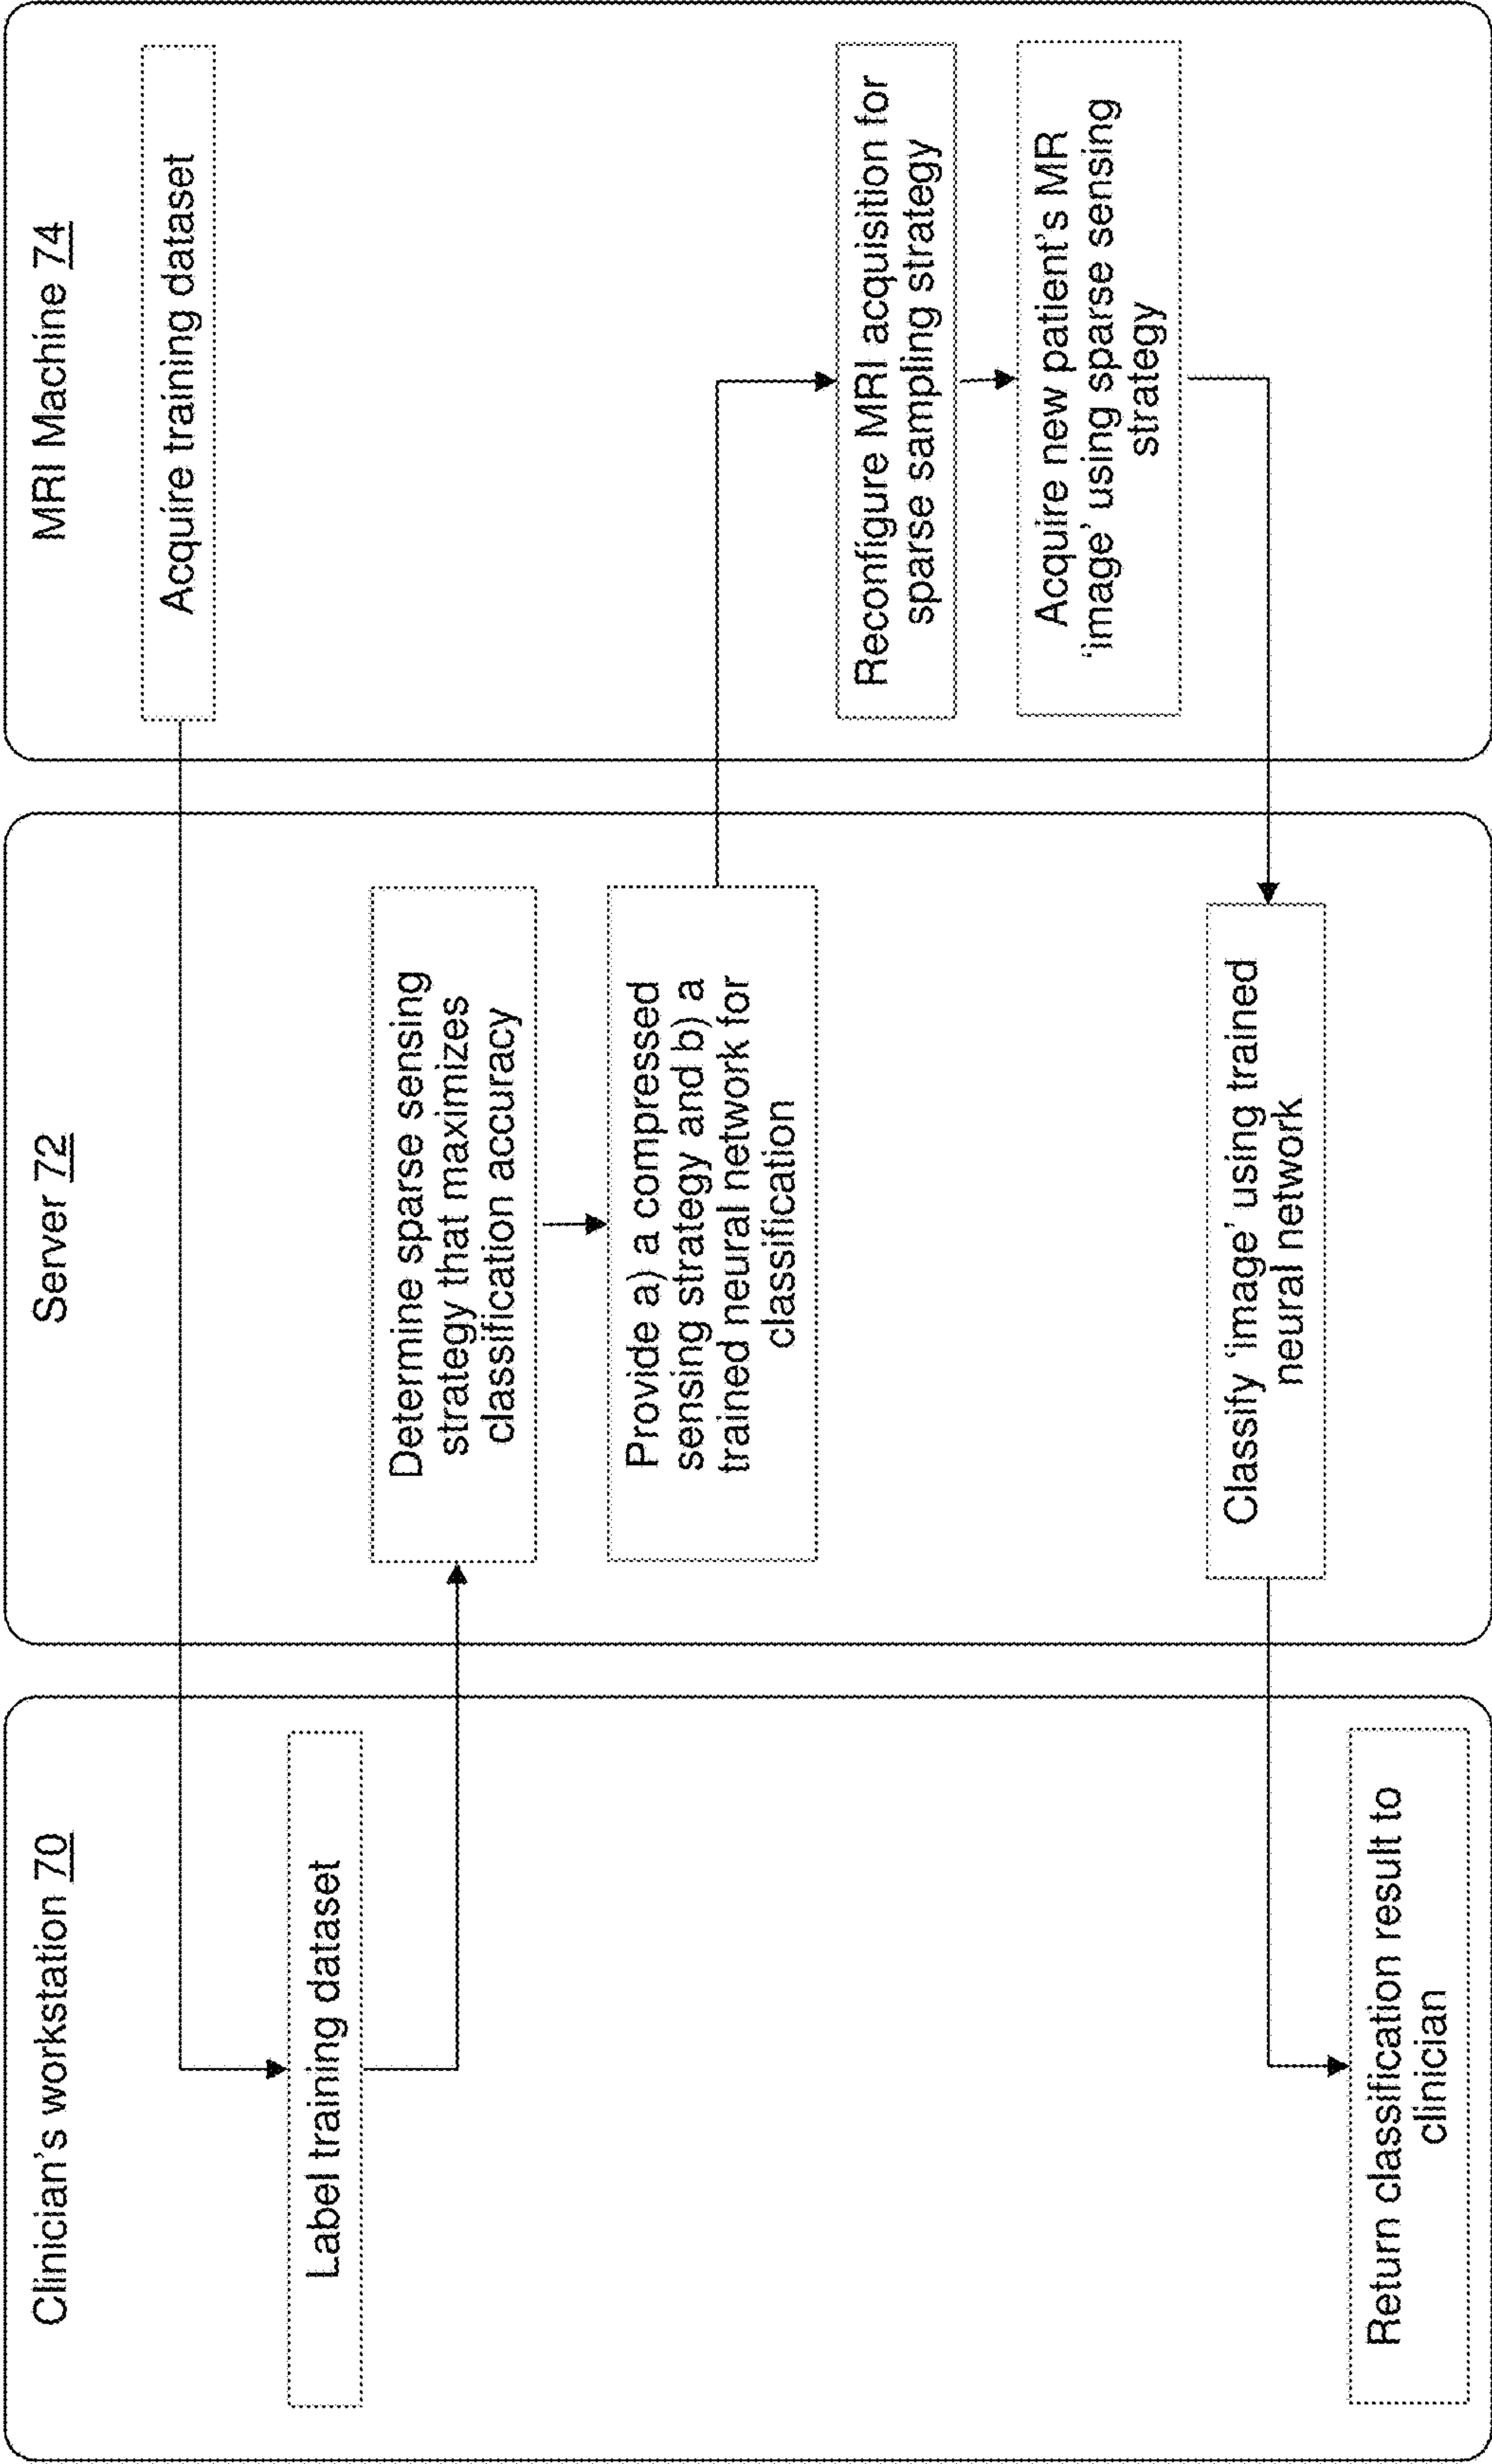 Clinician's workstation 70
Label training dataset
Return classification result to
clinician
Server 72
Determine sparse sensing
strategy that maximizes
classification accuracy
Provide a) a compressed
sensing strategy and b) a
trained neural network for
classification
Classify ‘image’ using trained
neural network
MRI Machine 74
Acquire training dataset
Reconfigure MRI acquisition for
sparse sampling strategy
Acquire new patient's MR
‘image’ using sparse sensing
strategy